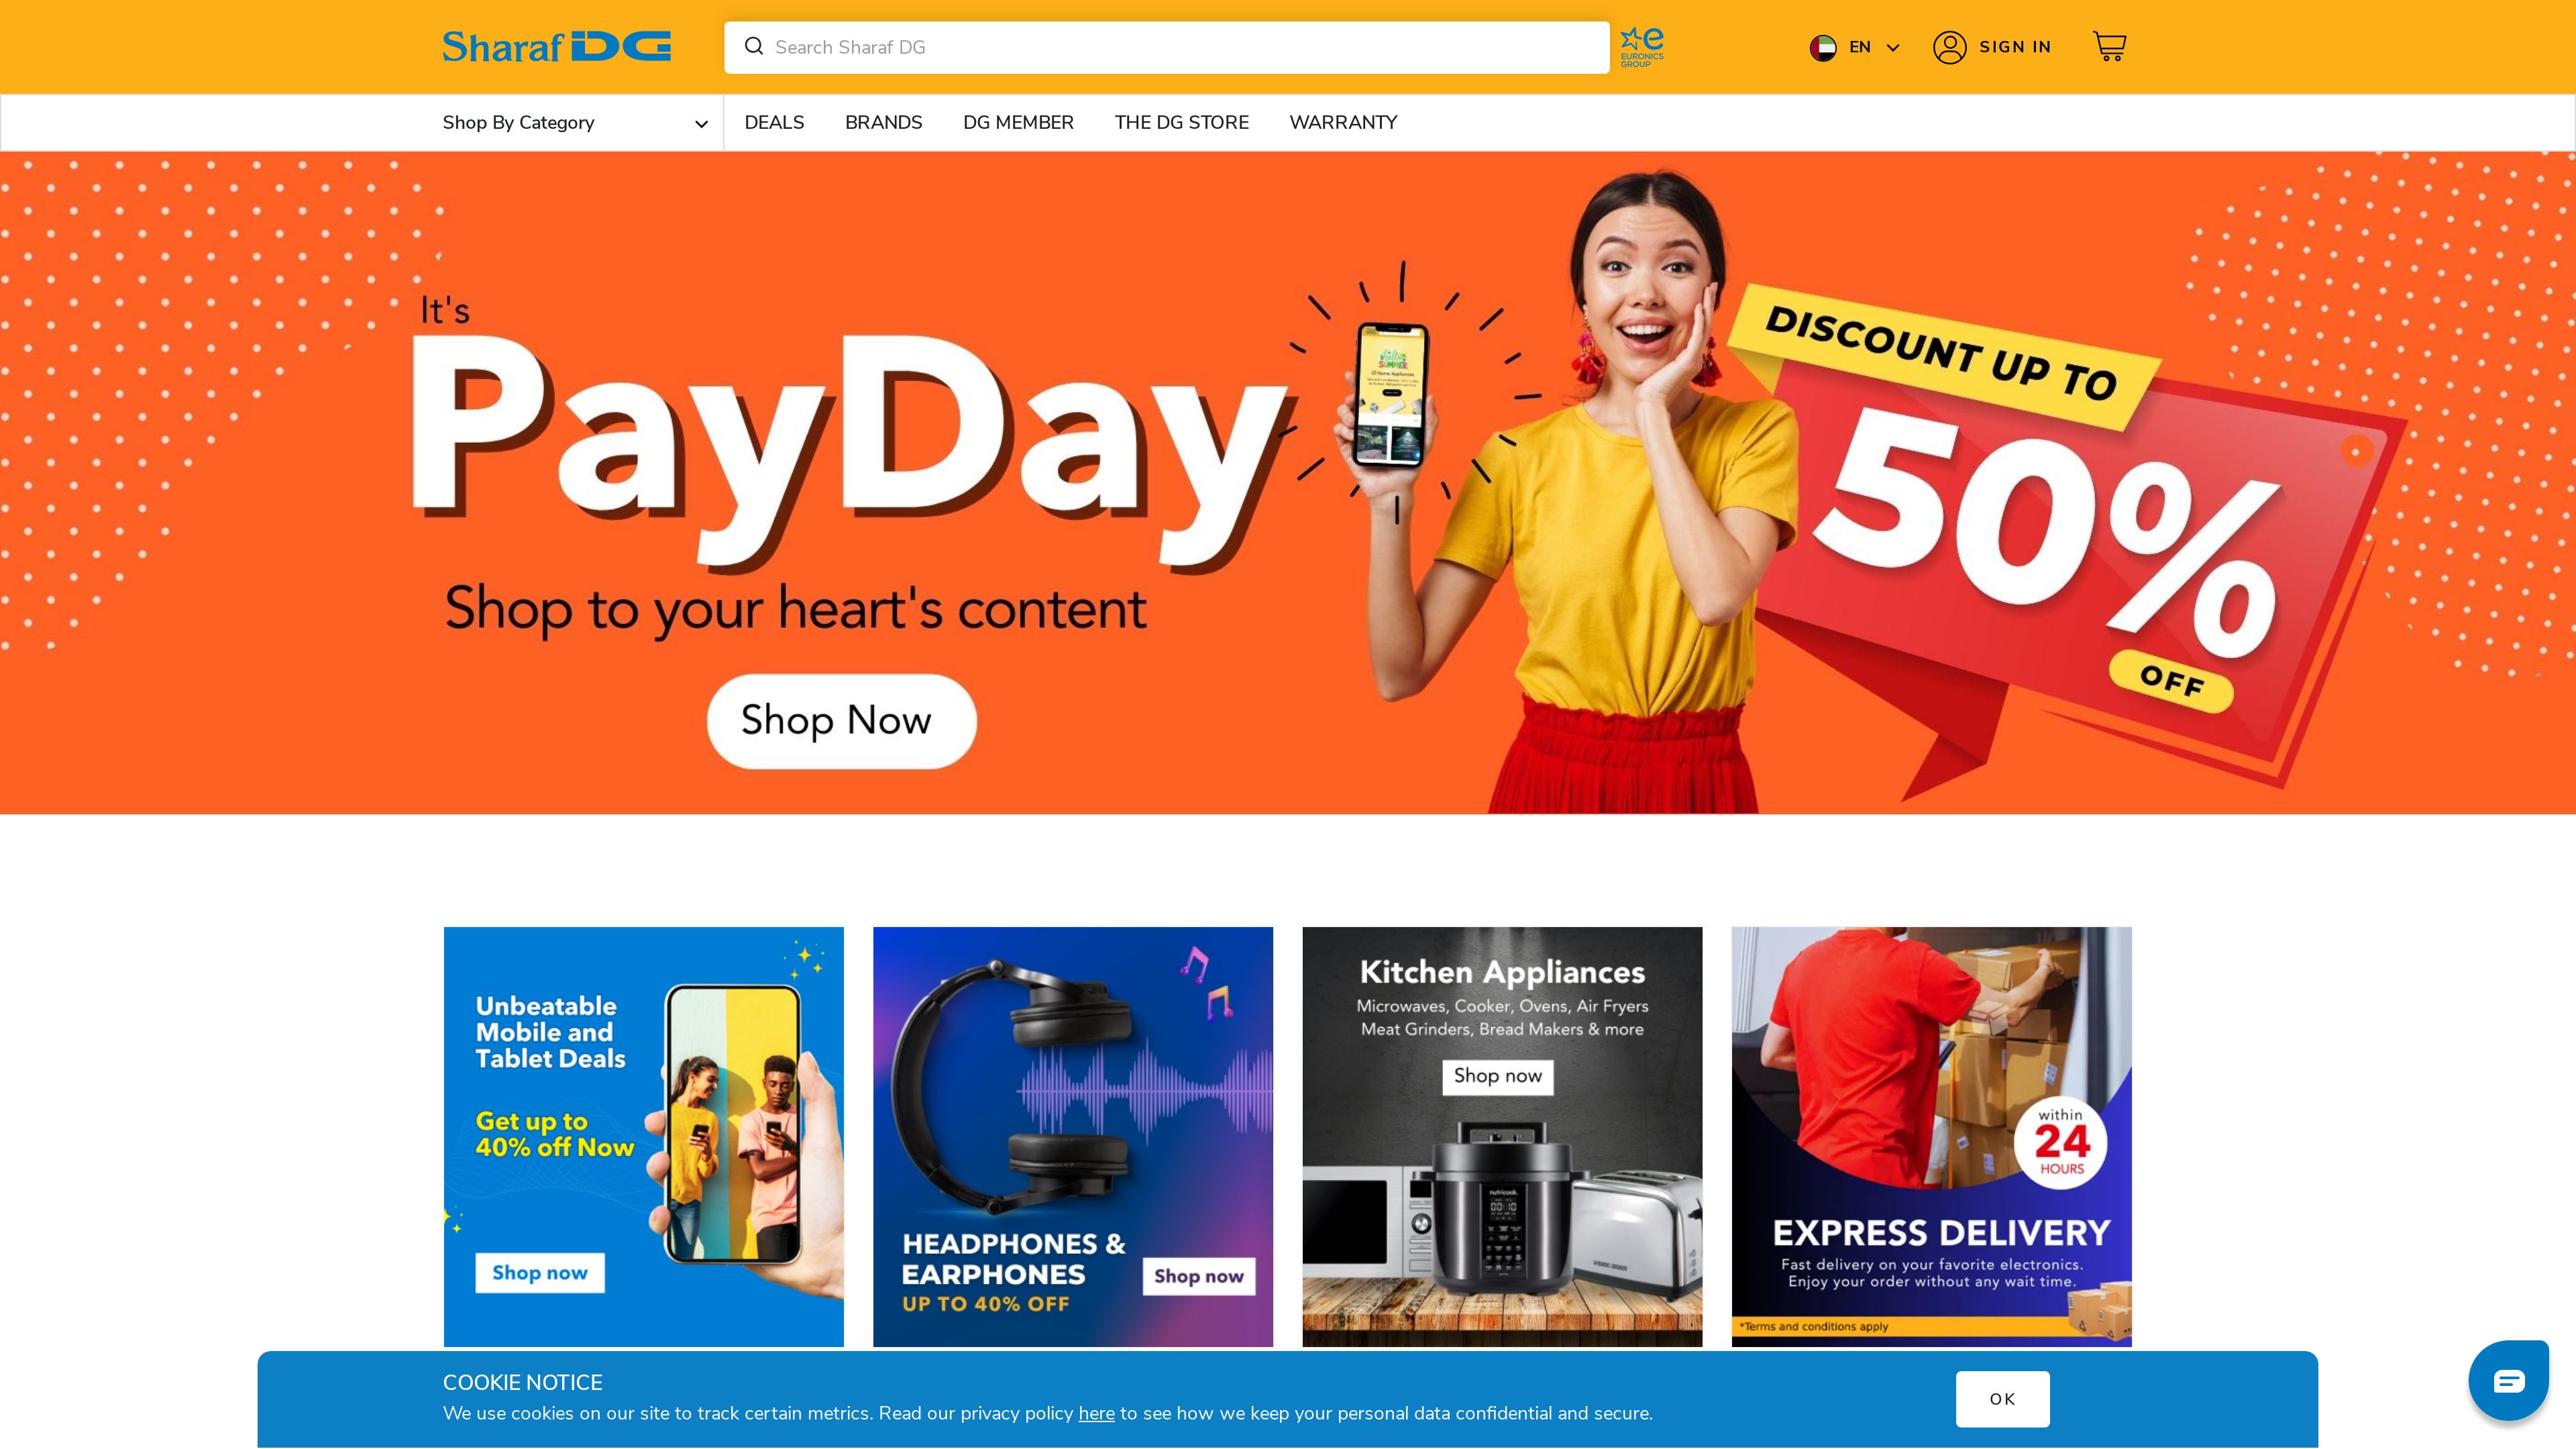 Sharaf DG
Search Sharaf DG
e
EURONICS
GROUP
EN
SIGN IN
Shop By Category
DEALS
BRANDS
DG MEMBER
THE DG STORE
WARRANTY
It's
PayDay
Shop to your heart's content
Shop Now
DISCOUNT UP TO
50%
OFF
Unbeatable
Mobile and
Tablet Deals
Get up to
40% off Now
Shop now
HEADPHONES &
EARPHONES
UP TO 40% OFF
Shop now
Kitchen Appliances
Microwaves, Cooker, Ovens, Air Fryers
Meat Grinders, Bread Makers & more
Shop now
nutricook
00:10
within
24
HOURS
EXPRESS DELIVERY
Fast delivery on your favorite electronics.
Enjoy your order without any wait time.
*Terms and conditions apply
COOKIE NOTICE
We use cookies on our site to track certain metrics. Read our privacy policy here to see how we keep your personal data confidential and secure.
OK